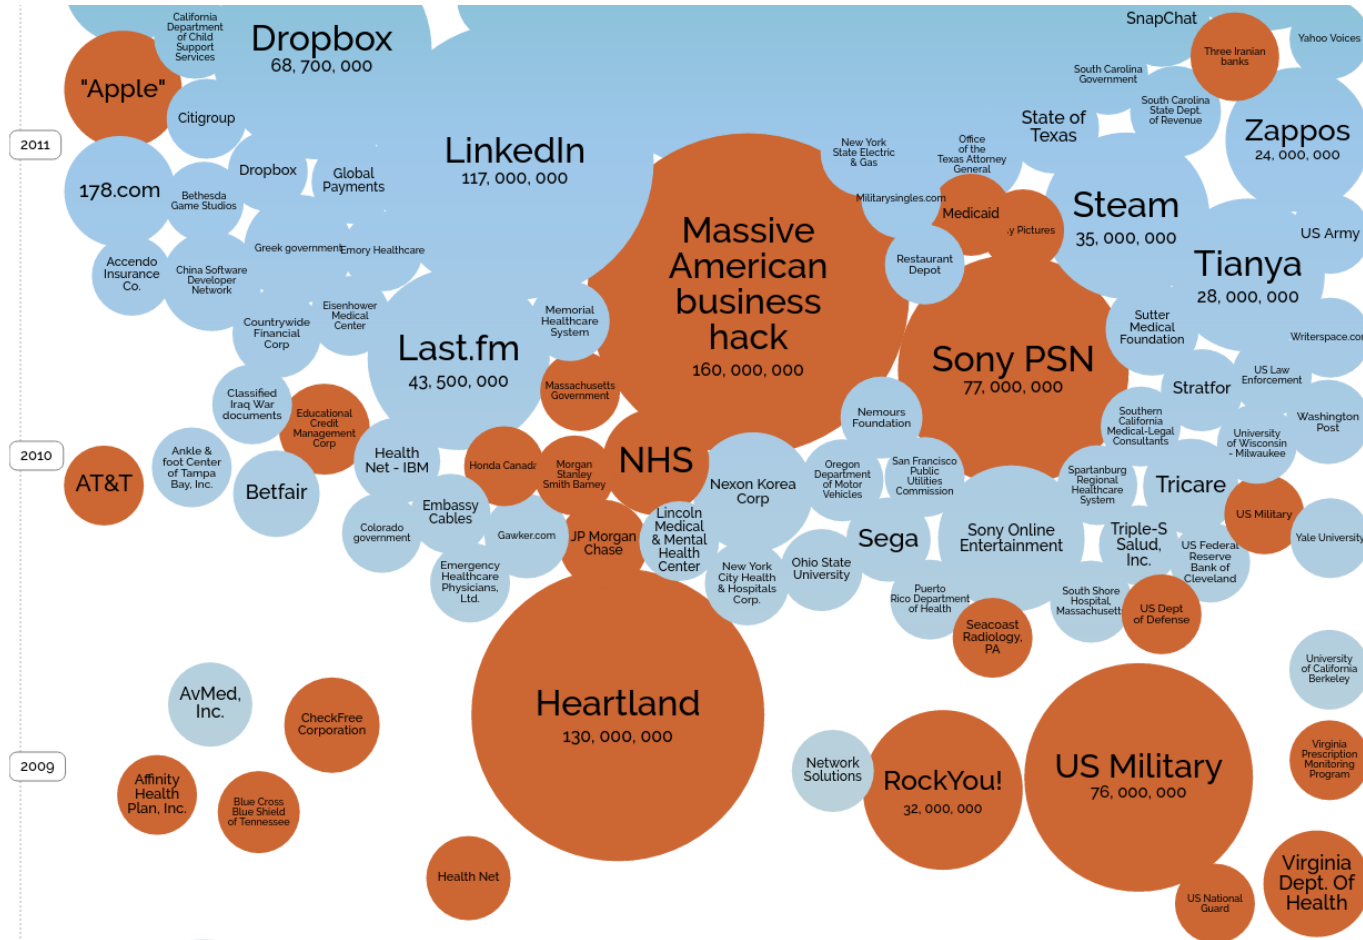 SnapChat
California
Department
of Child
Support
Services
Dropbox
68, 700, 000
Yahoo Voices
Three Iranian
banks
South Carolina
Government
"Apple"
Citigroup
South Carolina
State Dept.
of Revenue
State of
Texas
Zappos
24, 000, 000
2011
LinkedIn
117, 000, 000
New York
State Electric
& Gas
Office
of the
Texas Attorney
General
Dropbox
Global
Payments
178.com
Bethesda
Game Studios
Militarysingles.com
Medicaid
Steam
35, 000, 000
y Pictures
US Army
Massive
American
business
hack
160, 000, 000
Greek government
Emory Healthcare
Accendo
Insurance
Co.
China Software
Developer
Network
Restaurant
Depot
Tianya
28, 000, 000
Countrywide
Financial
Corp
Eisenhower
Medical
Center
Memorial
Healthcare
System
Sutter
Medical
Foundation
Writerspace.com
Last.fm
43, 500, 000
Sony PSN
77, 000, 000
US Law
Enforcement
Stratfor
Massachusetts
Government
Classified
Iraq War
documents
Educational
Credit
Management
Corp
Nemours
Foundation
Southern
California
Medical-Legal
Consultants
Washington
Post
University
of Wisconsin
- Milwaukee
2010
AT&T
Ankle &
foot Center
of Tampa
Bay, Inc.
Betfair
Health
Net - IBM
Honda Canada
Morgan
Stanley
Smith Barney
NHS
Nexon Korea
Corp
Oregon
Department
of Motor
Vehicles
San Francisco
Public
Utilities
Commission
Spartanburg
Regional
Healthcare
System
Tricare
US Military
Embassy
Cables
Colorado
government
Gawker.com
JP Morgan
Chase
Lincoln
Medical
& Mental
Health
Center
Sega
Sony Online
Entertainment
Triple-S
Salud,
Inc.
US Federal
Reserve
Bank of
Cleveland
Yale University
Emergency
Healthcare
Physicians,
Ltd.
New York
City Health
& Hospitals
Corp.
Ohio State
University
Puerto
Rico Department
of Health
South Shore
Hospital,
Massachusetts
US Dept
of Defense
Seacoast
Radiology,
PA
University
of California
Berkeley
AvMed,
Inc.
CheckFree
Corporation
Heartland
130, 000, 000
2009
Network
Solutions
RockYou!
32, 000, 000
US Military
76, 000, 000
Virginia
Prescription
Monitoring
Program
Affinity
Health
Plan, Inc.
Blue Cross
Blue Shield
of Tennessee
Health Net
US National
Guard
Virginia
Dept. Of
Health